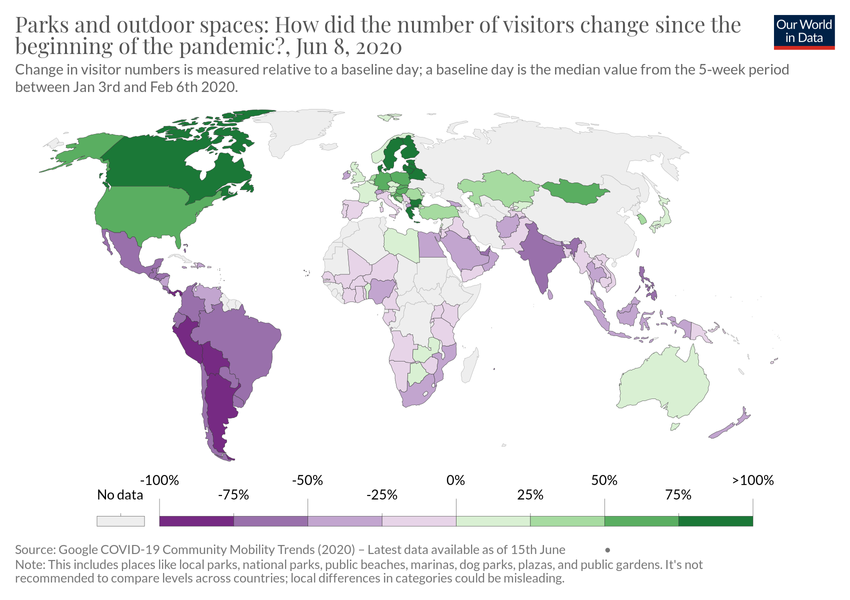 Parks and outdoor spaces: How did the number of visitors change since the
beginning of the pandemic?, Jun 8, 2020
Our World
in Data
Change in visitor numbers is measured relative to a baseline day; a baseline day is the median value from the 5-week period
between Jan 3rd and Feb 6th 2020.
-100% -50% 0% 50% >100%
No data -75% -25% 25% 75%
Source: Google COVID-19 Community Mobility Trends (2020) – Latest data available as of 15th June •
Note: This includes places like local parks, national parks, public beaches, marinas, dog parks, plazas, and public gardens. It's not
recommended to compare levels across countries; local differences in categories could be misleading.